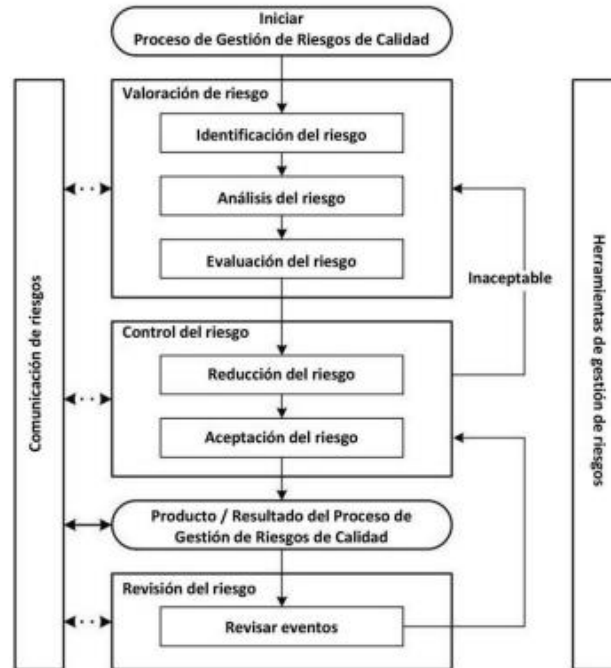 Iniciar
Proceso de Gestión de Riesgos de Calidad
Valoración de riesgo
Identificación del riesgo
Análisis del riesgo
Evaluación del riesgo
Inaceptable
Control del riesgo
Reducción del riesgo
Aceptación del riesgo
Producto / Resultado del Proceso de
Gestión de Riesgos de Calidad
Revisión del riesgo
Revisar eventos
Comunicación de riesgos
Herramientas de gestión de riesgos